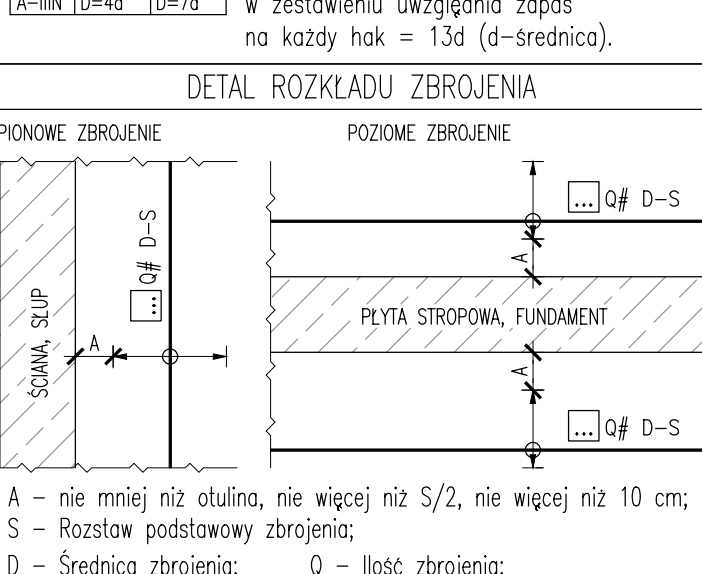 A-IIIN D=4d D=7d
w zestawieniu uwzględnia zapas
na każdy hak = 13d (d-średnica).
DETAL ROZKŁADU ZBROJENIA
PIONOWE ZBROJENIE
POZIOME ZBROJENIE
ŚCIANA, SŁUP
A
... Q# D-S
... Q# D-S
A
PŁYTA STROPOWA, FUNDAMENT
A
... Q# D-S
A – nie mniej niż otulina, nie więcej niż S/2, nie więcej niż 10 cm;
S – Rozstaw podstawowy zbrojenia;
D – Średnica zbrojenia; Q – Ilość zbrojenia;